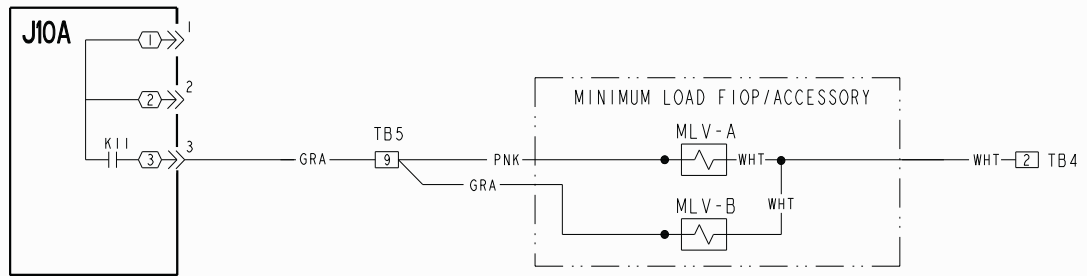 J10A
1
1
2
2
MINIMUM LOAD FIOP/ACCESSORY
K11
3
3
GRA
TB5
9
PNK
MLV-A
WHT
WHT
2
TB4
GRA
MLV-B
WHT